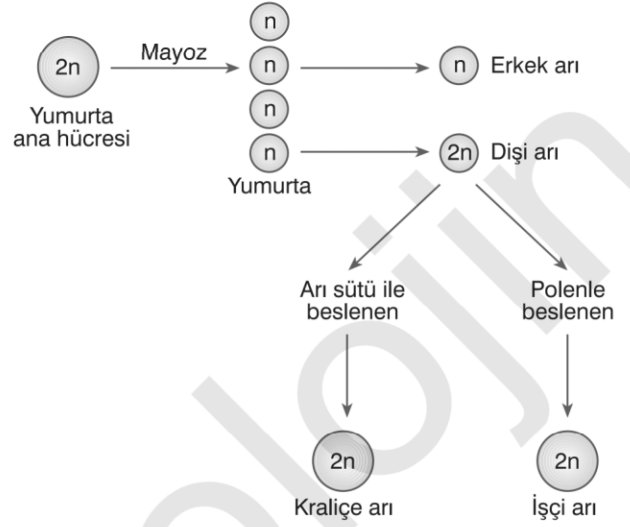 n
2n
Mayoz
n
n
Erkek arı
Yumurta
ana hücresi
n
n
2n
Dişi arı
Yumurta
Arı sütü ile
beslenen
Polenle
beslenen
2n
2n
Kraliçe arı
İşçi arı